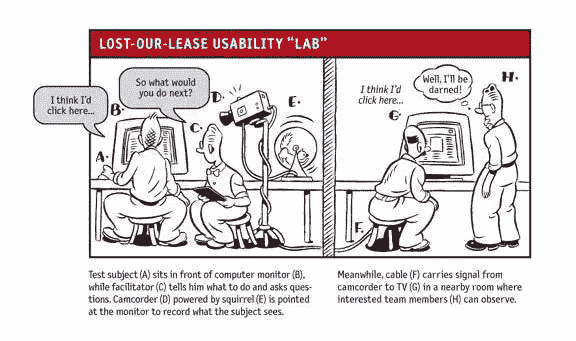 LOST-OUR-LEASE USABILITY “LAB”
I think I’d
click here...
So what would
you do next?
B.
D.
E.
C.
A.
I think I’d
click here...
Well, I’ll be
darned!
H.
G.
F.
Test subject (A) sits in front of computer monitor (B),
while facilitator (C) tells him what to do and asks ques-
tions. Camcorder (D) powered by squirrel (E) is pointed
at the monitor to record what the subject sees.
Meanwhile, cable (F) carries signal from
camcorder to TV (G) in a nearby room where
interested team members (H) can observe.